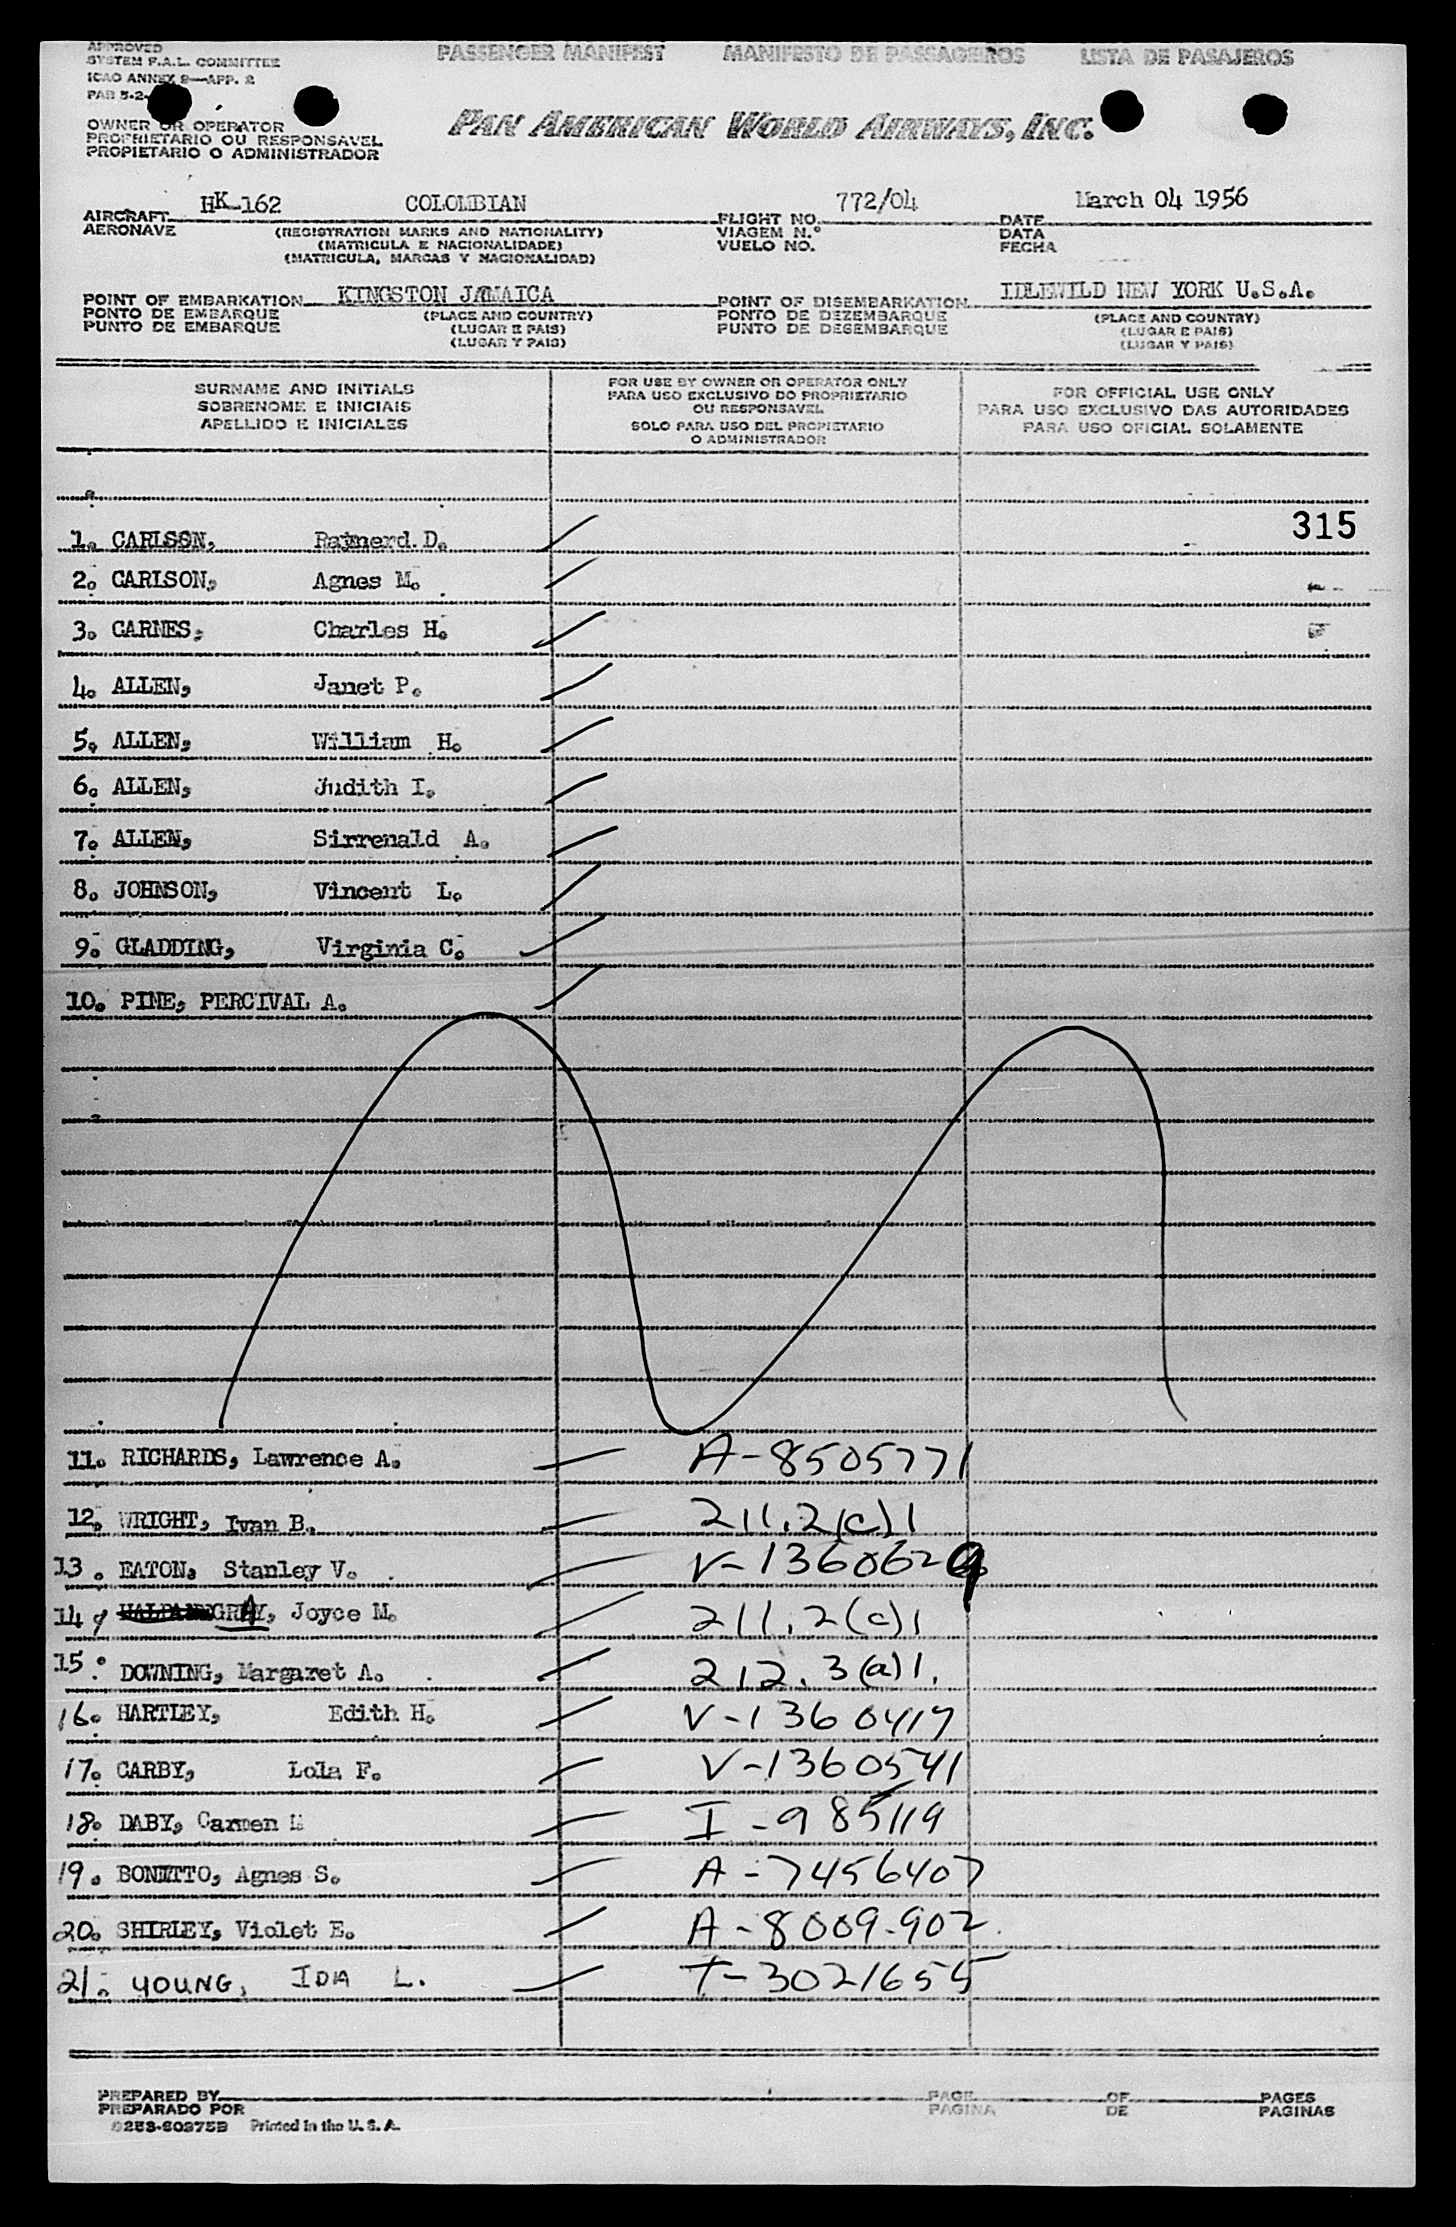 APPROVED
SYSTEM F.A.L. COMMITTEE
ICAO ANNEX 9—APP. 2
PAR 5-2-
PASSENGER MANIFEST MANIFESTO DE PASSAGEIROS LISTA DE PASAJEROS
OWNER OR OPERATOR
PROPRIETARIO OU RESPONSAVEL
PROPIETARIO O ADMINISTRADOR
PAN AMERICAN WORLD AIRWAYS, INC.
AIRCRAFT HK-162 COLOMBIAN FLIGHT NO. 772/04 DATE March 04 1956
AERONAVE (REGISTRATION MARKS AND NATIONALITY) VIAGEM N.º DATA
(MATRICULA E NACIONALIDADE) VUELO NO. FECHA
(MATRICULA, MARCAS Y NACIONALIDAD)
POINT OF EMBARKATION KINGSTON JAMAICA POINT OF DISEMBARKATION IDLEWILD NEW YORK U.S.A.
PONTO DE EMBARQUE (PLACE AND COUNTRY) PONTO DE DEZEMBARQUE (PLACE AND COUNTRY)
PUNTO DE EMBARQUE (LUGAR E PAIS) PUNTO DE DESEMBARQUE (LUGAR E PAIS)
(LUGAR Y PAIS) (LUGAR Y PAIS)
SURNAME AND INITIALS
SOBRENOME E INICIAIS
APELLIDO E INICIALES
FOR USE BY OWNER OR OPERATOR ONLY
PARA USO EXCLUSIVO DO PROPRIETARIO
OU RESPONSAVEL
SOLO PARA USO DEL PROPIETARIO
O ADMINISTRADOR
FOR OFFICIAL USE ONLY
PARA USO EXCLUSIVO DAS AUTORIDADES
PARA USO OFICIAL SOLAMENTE
315
1. CARLSON, Raynerd.D.
2. CARLSON, Agnes M.
3. CARNES, Charles H.
4. ALLEN, Janet P.
5. ALLEN, William H.
6. ALLEN, Judith I.
7. ALLEN, Sirrenald A.
8. JOHNSON, Vincent L.
9. GLADDING, Virginia C.
10. PINE, PERCIVAL A.
11. RICHARDS, Lawrence A. A-8505771
12. WRIGHT, Ivan B. 211.2(c)1
13. EATON, Stanley V. V-1360629
14. GRAY, Joyce M. 211.2(c)1
15. DOWNING, Margaret A. 212.3(a)1.
16. HARTLEY, Edith H. V-1360417
17. CARBY, Lola F. V-1360541
18. DABY, Carmen I-985119
19. BONITTO, Agnes S. A-7456407
20. SHIRLEY, Violet E. A-8009-902
21. YOUNG, IDA L. T-3021655
PREPARED BY PAGE OF PAGES
PREPARADO POR PAGINA DE PAGINAS
Printed in the U. S. A.